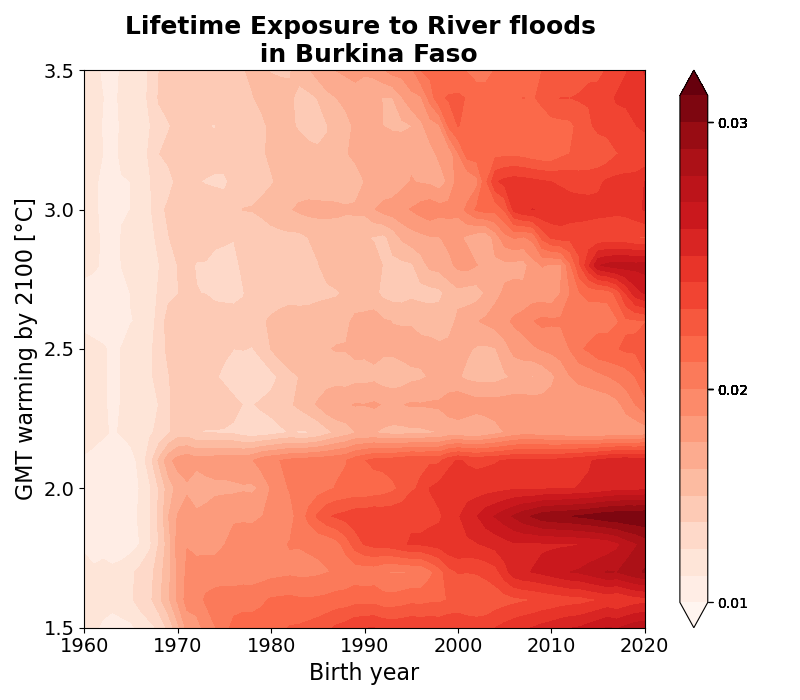 Lifetime Exposure to River floods
in Burkina Faso
3.5
3.0
2.5
2.0
1.5
GMT warming by 2100 [°C]
1960 1970 1980 1990 2000 2010 2020
Birth year
0.03
0.02
0.01